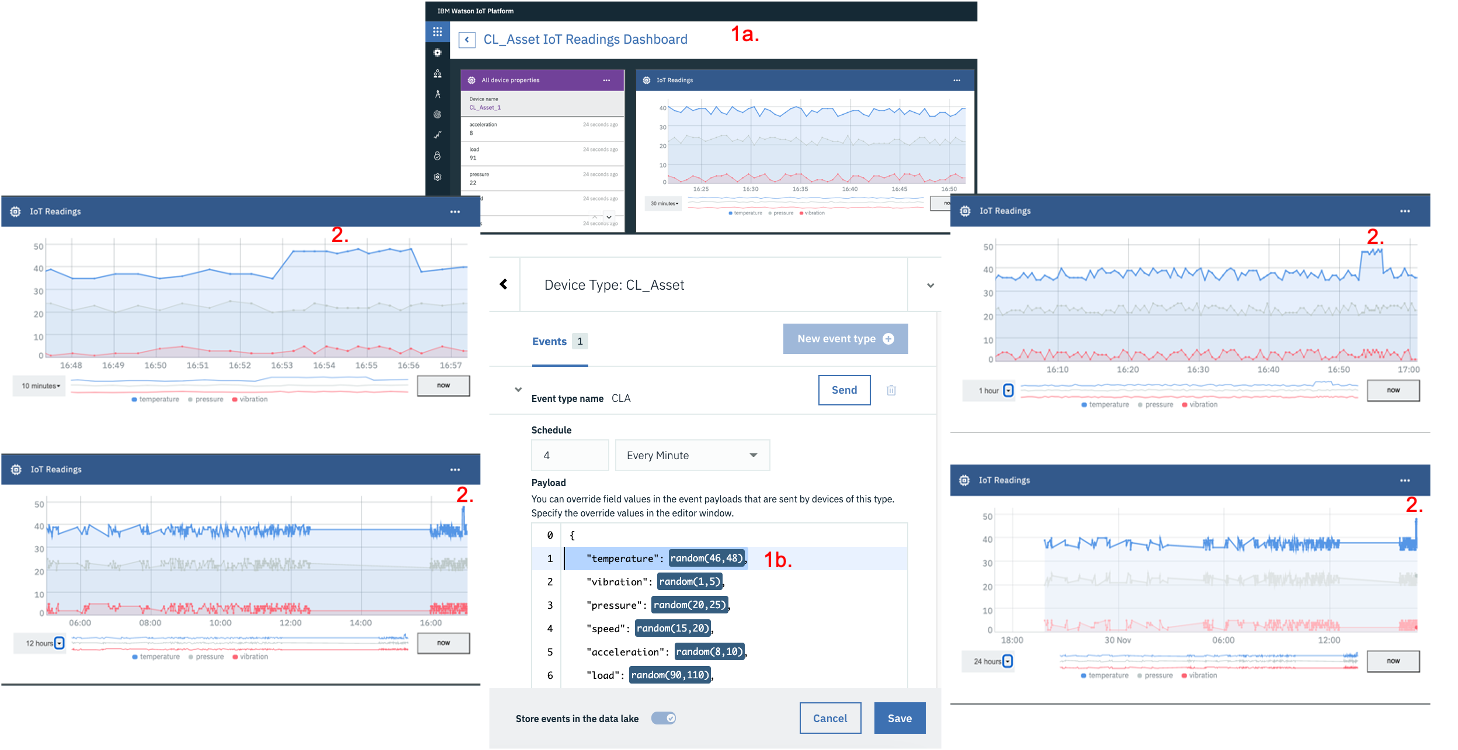 IBM Watson IoT Platform
CL_Asset IoT Readings Dashboard
1a.
All device properties
Device name
CL_Asset_1
acceleration
24 seconds ago
8
load
24 seconds ago
91
pressure
24 seconds ago
22
24 seconds ago
24 seconds ago
IoT Readings
40
30
20
10
0
16:25
16:30
16:35
16:40
16:45
16:50
30 minutes
temperature
pressure
vibration
IoT Readings
2.
50
40
30
20
10
0
16:48
16:49
16:50
16:51
16:52
16:53
16:54
16:55
16:56
16:57
10 minutes
now
temperature
pressure
vibration
IoT Readings
2.
50
40
30
20
10
0
06:00
08:00
10:00
12:00
14:00
16:00
12 hours
now
temperature
pressure
vibration
Device Type: CL_Asset
Events 1
New event type
Event type name CLA
Send
Schedule
4
Every Minute
Payload
You can override field values in the event payloads that are sent by devices of this type.
Specify the override values in the editor window.
0 {
1 "temperature": random(46,48),
1b.
2 "vibration": random(1,5),
3 "pressure": random(20,25),
4 "speed": random(15,20),
5 "acceleration": random(8,10),
6 "load": random(90,110),
Store events in the data lake
Cancel
Save
IoT Readings
2.
50
40
30
20
10
0
16:10
16:20
16:30
16:40
16:50
17:00
1 hour
now
temperature
pressure
vibration
IoT Readings
2.
50
40
30
20
10
0
18:00
30 Nov
06:00
12:00
24 hours
now
temperature
pressure
vibration